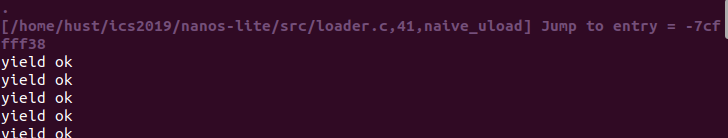 .
[/home/hust/ics2019/nanos-lite/src/loader.c,41,naive_uload] Jump to entry = -7cf
fff38
yield ok
yield ok
yield ok
yield ok
yield ok